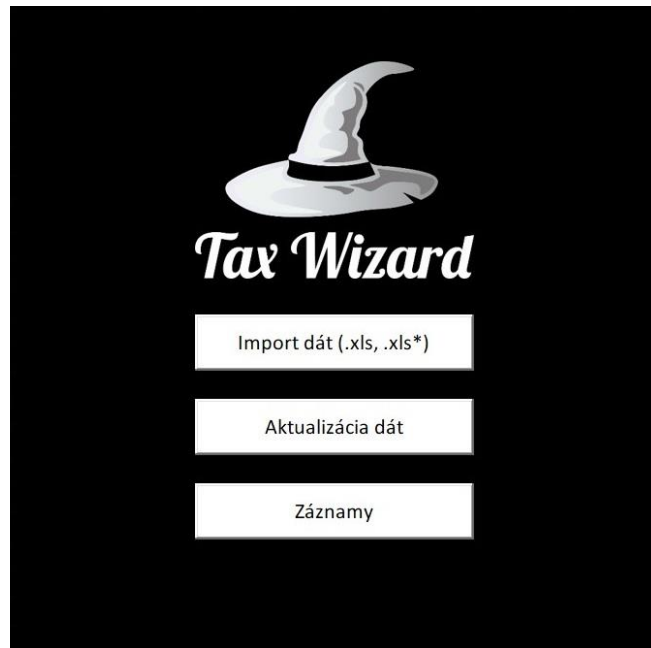 Tax Wizard
Import dát (.xls, .xls*)
Aktualizácia dát
Záznamy